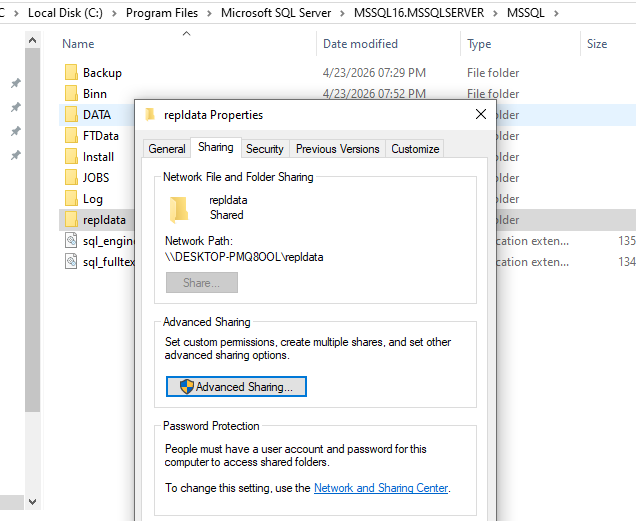 C > Local Disk (C:) > Program Files > Microsoft SQL Server > MSSQL16.MSSQLSERVER > MSSQL >
Name Date modified Type Size
Backup 4/23/2026 07:29 PM File folder
Binn 4/23/2026 07:52 PM File folder
DATA older
FTData older
Install older
JOBS older
Log older
repldata older
sql_engine cation exten... 135
sql_fulltex cation exten... 134
repldata Properties
General Sharing Security Previous Versions Customize
Network File and Folder Sharing
repldata
Shared
Network Path:
\\DESKTOP-PMQ8OOL\repldata
Share...
Advanced Sharing
Set custom permissions, create multiple shares, and set other
advanced sharing options.
Advanced Sharing...
Password Protection
People must have a user account and password for this
computer to access shared folders.
To change this setting, use the Network and Sharing Center.